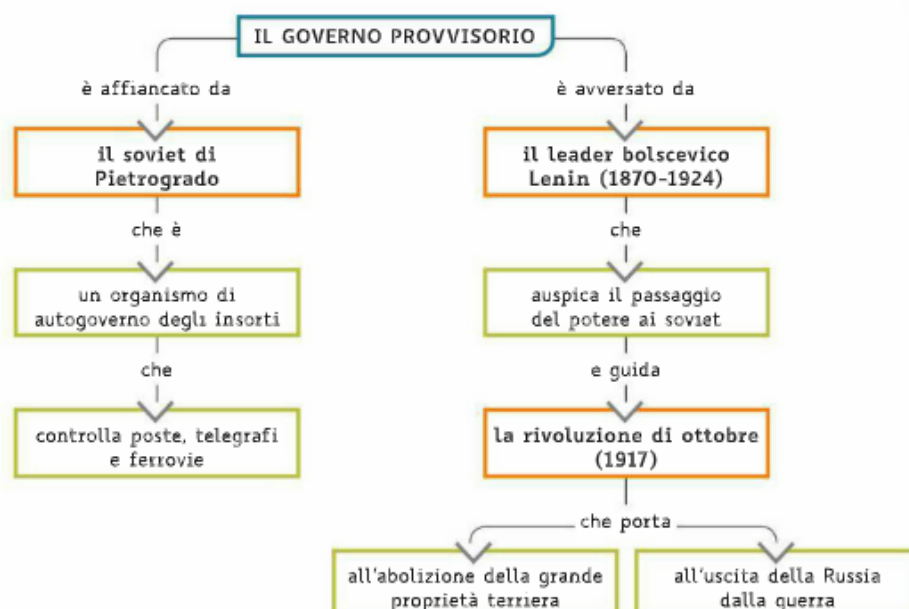 IL GOVERNO PROVVISORIO
è affiancato da
il soviet di
Pietrogrado
che è
un organismo di
autogoverno degli insorti
che
controlla poste, telegrafi
e ferrovie
è avversato da
il leader bolscevico
Lenin (1870-1924)
che
auspica il passaggio
del potere ai soviet
e guida
la rivoluzione di ottobre
(1917)
che porta
all'abolizione della grande
proprietà terriera
all'uscita della Russia
dalla guerra